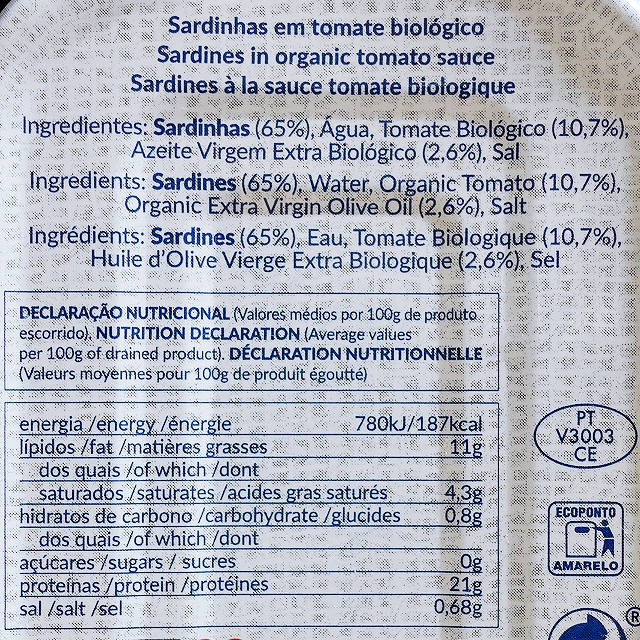 Sardinhas em tomate biológico
Sardines in organic tomato sauce
Sardines à la sauce tomate biologique
Ingredientes: Sardinhas (65%), Água, Tomate Biológico (10,7%),
Azeite Virgem Extra Biológico (2,6%), Sal
Ingredients: Sardines (65%), Water, Organic Tomato (10,7%),
Organic Extra Virgin Olive Oil (2,6%), Salt
Ingrédients: Sardines (65%), Eau, Tomate Biologique (10,7%),
Huile d'Olive Vierge Extra Biologique (2,6%), Sel
DECLARAÇÃO NUTRICIONAL (Valores médios por 100g de produto
escorrido). NUTRITION DECLARATION (Average values
per 100g of drained product). DÉCLARATION NUTRITIONNELLE
(Valeurs moyennes pour 100g de produit égoutté)
energia /energy /énergie 780kJ/187kcal
lípidos /fat /matières grasses 11g
dos quais /of which /dont
saturados /saturates /acides gras saturés 4,3g
hidratos de carbono /carbohydrate /glucides 0,8g
dos quais /of which /dont
açúcares /sugars / sucres 0g
proteínas /protein /protéines 21g
sal /salt /sel 0,68g
PT
V3003
CE
ECOPONTO
AMARELO
®